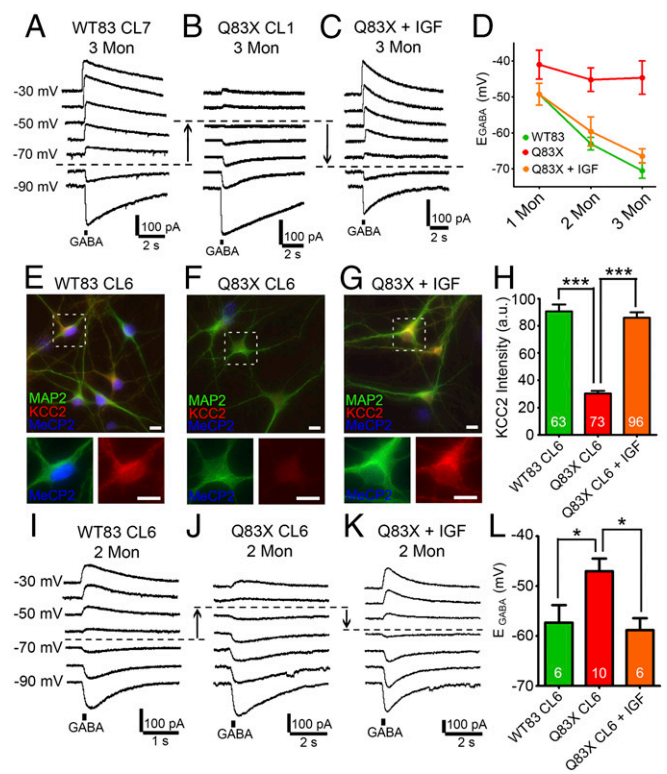 A
WT83 CL7
3 Mon
-30 mV
-50 mV
-70 mV
-90 mV
GABA
100 pA
2 s
B
Q83X CL1
3 Mon
GABA
100 pA
2 s
C
Q83X + IGF
3 Mon
GABA
100 pA
2 s
D
EGABA (mV)
-40
-50
-60
-70
WT83
Q83X
Q83X + IGF
1 Mon
2 Mon
3 Mon
E
WT83 CL6
MAP2
KCC2
MeCP2
MeCP2
F
Q83X CL6
MAP2
KCC2
MeCP2
MeCP2
G
Q83X + IGF
MAP2
KCC2
MeCP2
MeCP2
H
KCC2 Intensity (a.u.)
100
80
60
40
20
0
***
***
63
73
96
WT83 CL6
Q83X CL6
Q83X CL6 + IGF
I
WT83 CL6
2 Mon
-30 mV
-50 mV
-70 mV
-90 mV
GABA
100 pA
1 s
J
Q83X CL6
2 Mon
GABA
100 pA
2 s
K
Q83X + IGF
2 Mon
GABA
100 pA
2 s
L
E GABA (mV)
-40
-50
-60
-70
*
*
6
10
6
WT83 CL6
Q83X CL6
Q83X CL6 + IGF